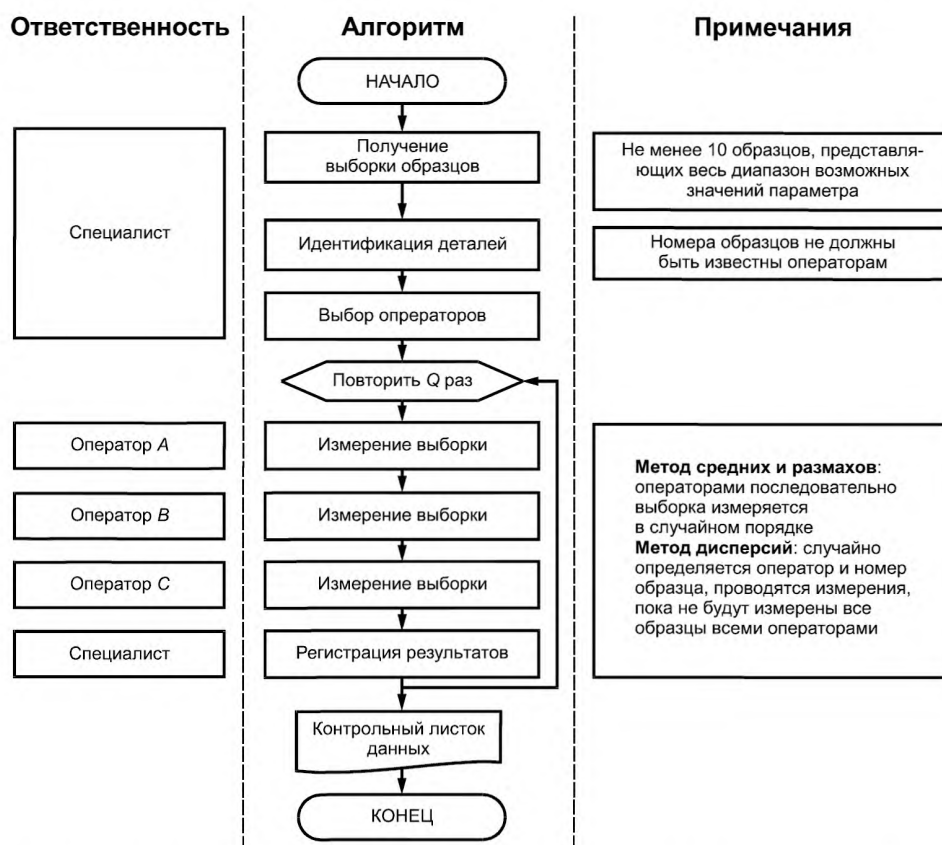 Ответственность
Алгоритм
Примечания
НАЧАЛО
Получение
выборки образцов
Не менее 10 образцов, представля-
ющих весь диапазон возможных
значений параметра
Специалист
Идентификация деталей
Номера образцов не должны
быть известны операторам
Выбор опрераторов
Повторить Q раз
Оператор A
Измерение выборки
Оператор B
Измерение выборки
Оператор C
Измерение выборки
Специалист
Регистрация результатов
Метод средних и размахов:
операторами последовательно
выборка измеряется
в случайном порядке
Метод дисперсий: случайно
определяется оператор и номер
образца, проводятся измерения,
пока не будут измерены все
образцы всеми операторами
Контрольный листок
данных
КОНЕЦ